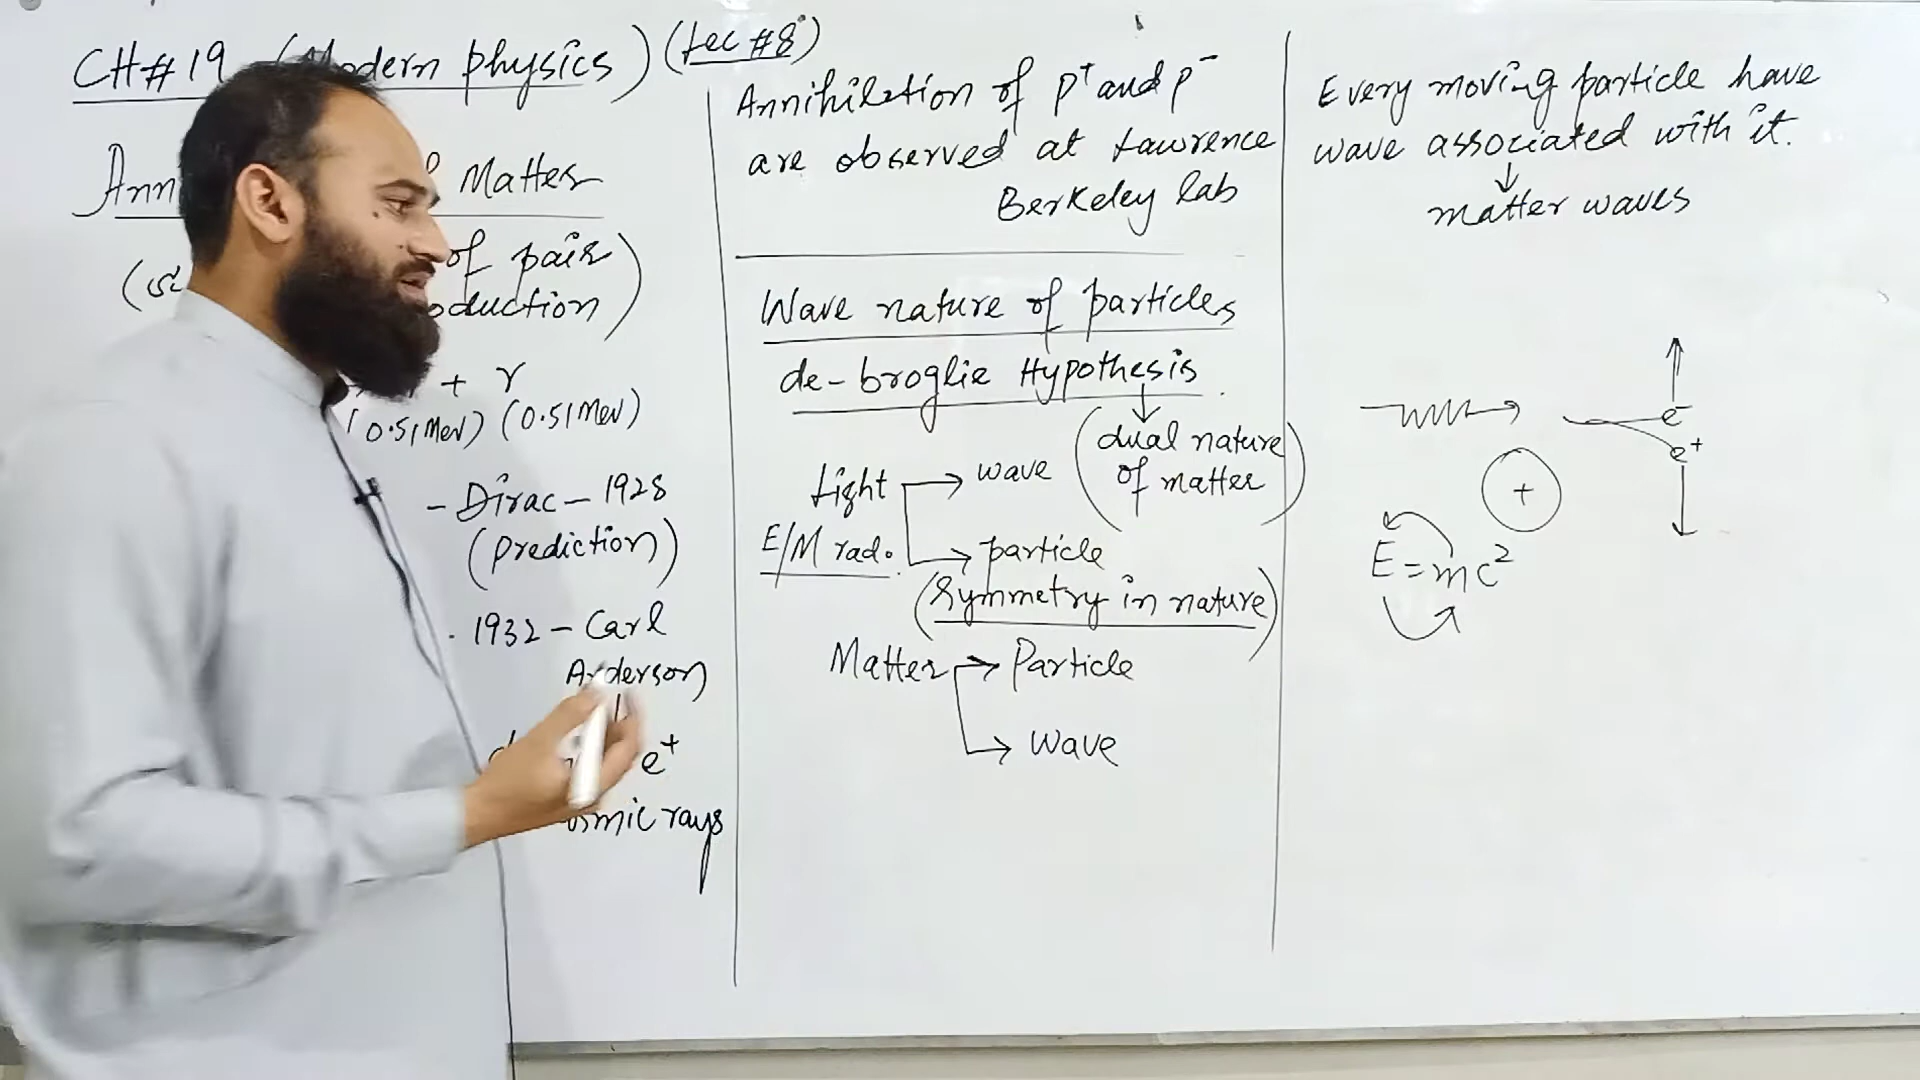 CH#19 (Modern physics) (Lec #8)
Matter
of pair
+ γ
(0.51 Mev) (0.51 Mev)
- Dirac - 1928
(prediction)
. 1932 - Carl
Anderson
e⁺
rays
Annihilation of p⁺ and p⁻
are observed at Lawrence
Berkeley lab
Wave nature of particles
de-broglie Hypothesis
(dual nature
of matter)
Light → wave
E/M rad. → particle
(Symmetry in nature)
Matter → Particle
→ wave
Every moving particle have
wave associated with it.
↓
matter waves
e⁻
e⁺
+
E = mc²